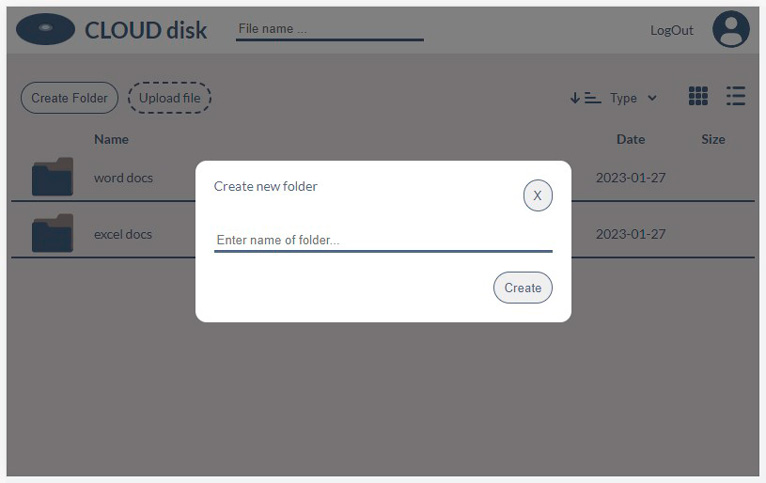 CLOUD disk
File name ...
LogOut
Create Folder
Upload file
Type
Name
Date
Size
word docs
2023-01-27
excel docs
2023-01-27
Create new folder
X
Enter name of folder...
Create